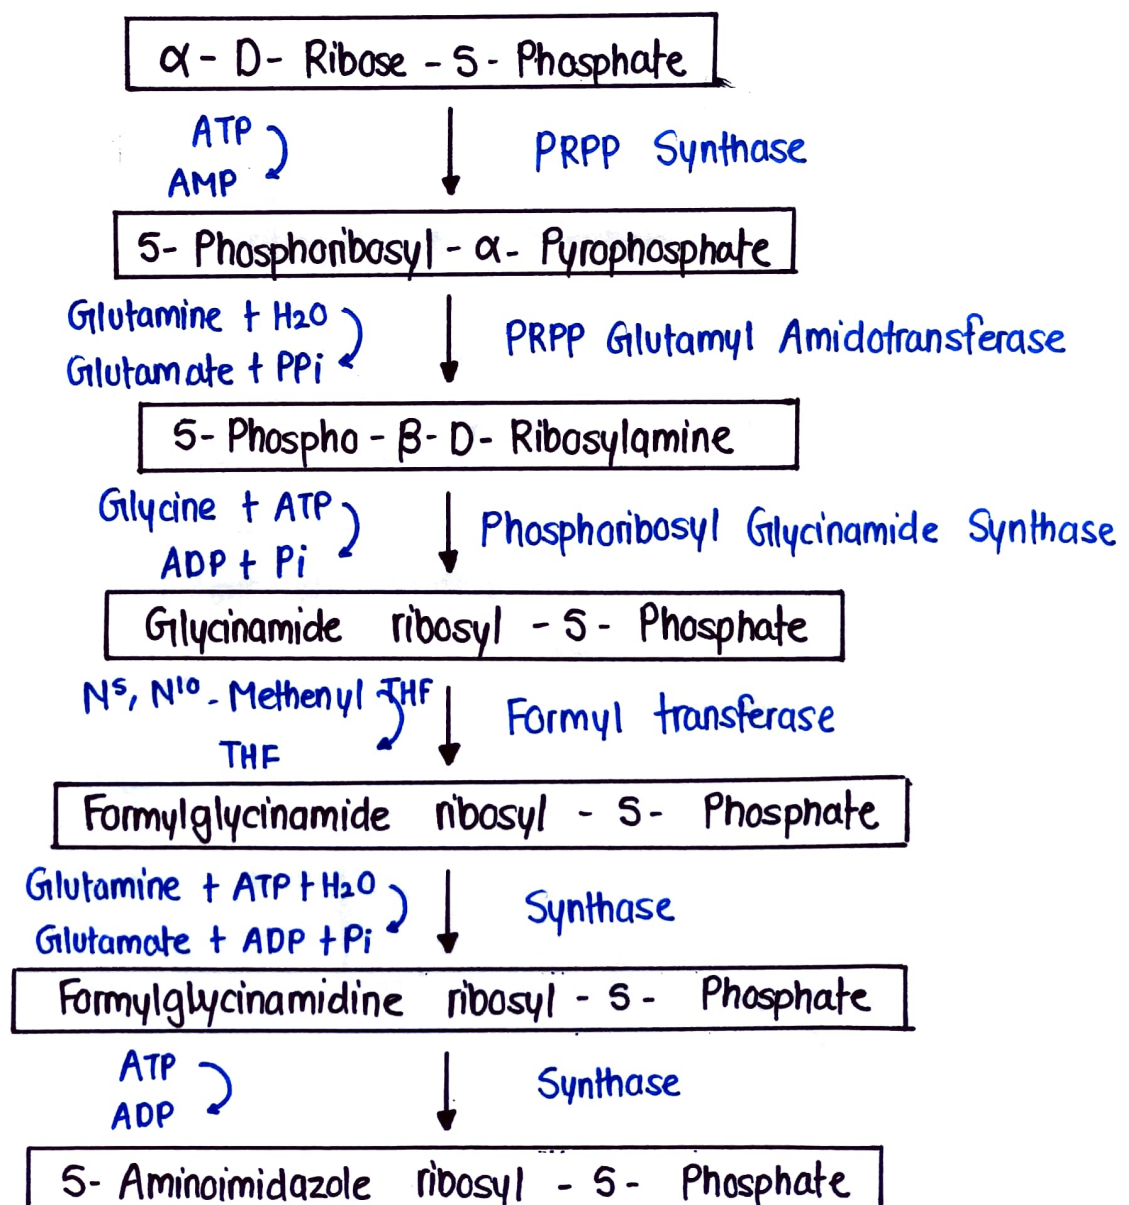 α - D - Ribose - 5 - Phosphate
ATP
PRPP Synthase
AMP
5 - Phosphoribosyl - α - Pyrophosphate
Glutamine + H2O
PRPP Glutamyl Amidotransferase
Glutamate + PPi
5 - Phospho - β - D - Ribosylamine
Glycine + ATP
Phosphoribosyl Glycinamide Synthase
ADP + Pi
Glycinamide ribosyl - 5 - Phosphate
N⁵, N¹⁰ - Methenyl THF
Formyl transferase
THF
Formylglycinamide ribosyl - 5 - Phosphate
Glutamine + ATP + H2O
Synthase
Glutamate + ADP + Pi
Formylglycinamidine ribosyl - 5 - Phosphate
ATP
Synthase
ADP
5 - Aminoimidazole ribosyl - 5 - Phosphate